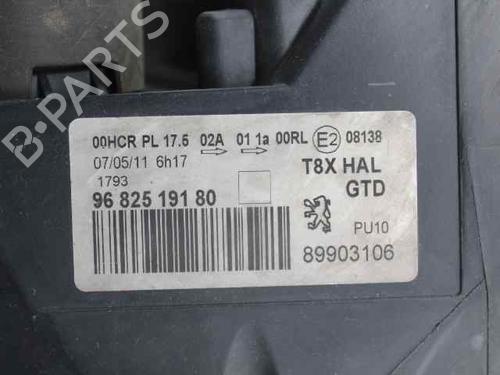 00HCR PL 17.5 02A → 01 1a → 00RL E2 08138
07/05/11 6h17
1793
96 825 191 80
T8X HAL
GTD
PU10
89903106
B-PARTS